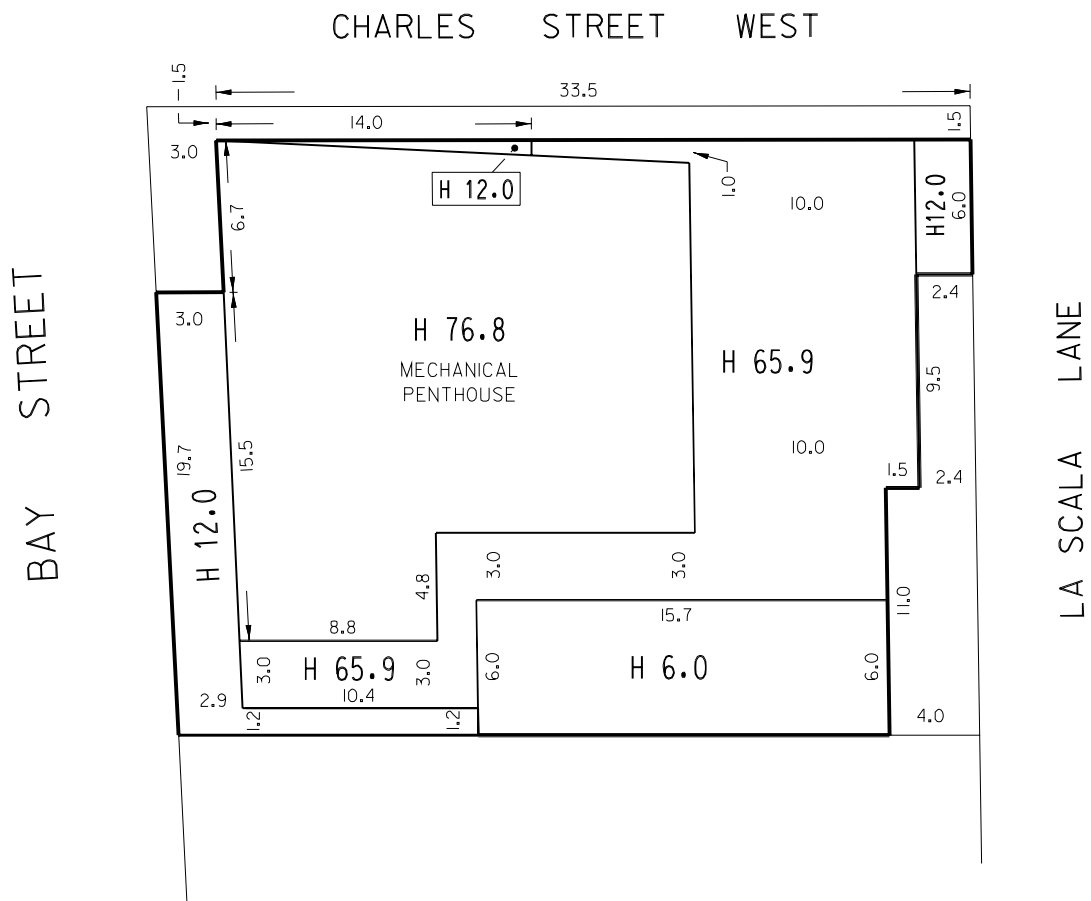 CHARLES STREET WEST
1.5
33.5
14.0
1.5
3.0
H 12.0
1.0
10.0
H12.0
6.0
6.7
BAY STREET
3.0
H 76.8
MECHANICAL
PENTHOUSE
H 65.9
2.4
9.5
LA SCALA LANE
19.7
15.5
10.0
1.5
2.4
H 12.0
3.0
3.0
4.8
15.7
11.0
8.8
3.0
H 65.9
3.0
6.0
H 6.0
6.0
10.4
2.9
1.2
1.2
4.0